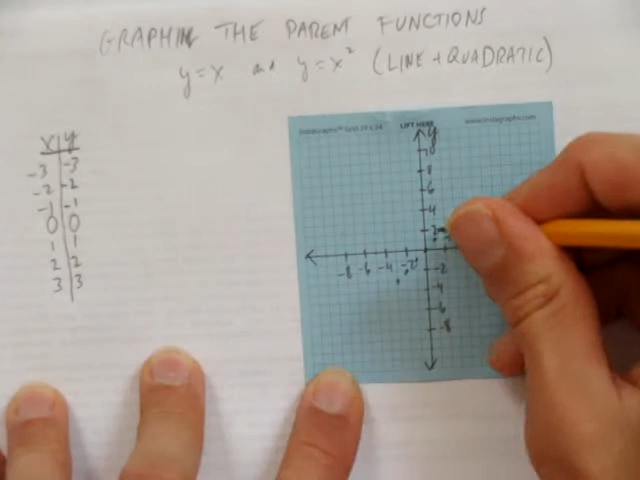 GRAPHING THE PARENT FUNCTIONS
y=x and y=x² (LINE + QUADRATIC)
LIFT HERE www.instagraphs.com
x y
-3 -3
-2 -2
-1 -1
0 0
1 1
2 2
3 3
y
8
6
4
2
-8 -6 -4 -2
-2
-4
-6
-8